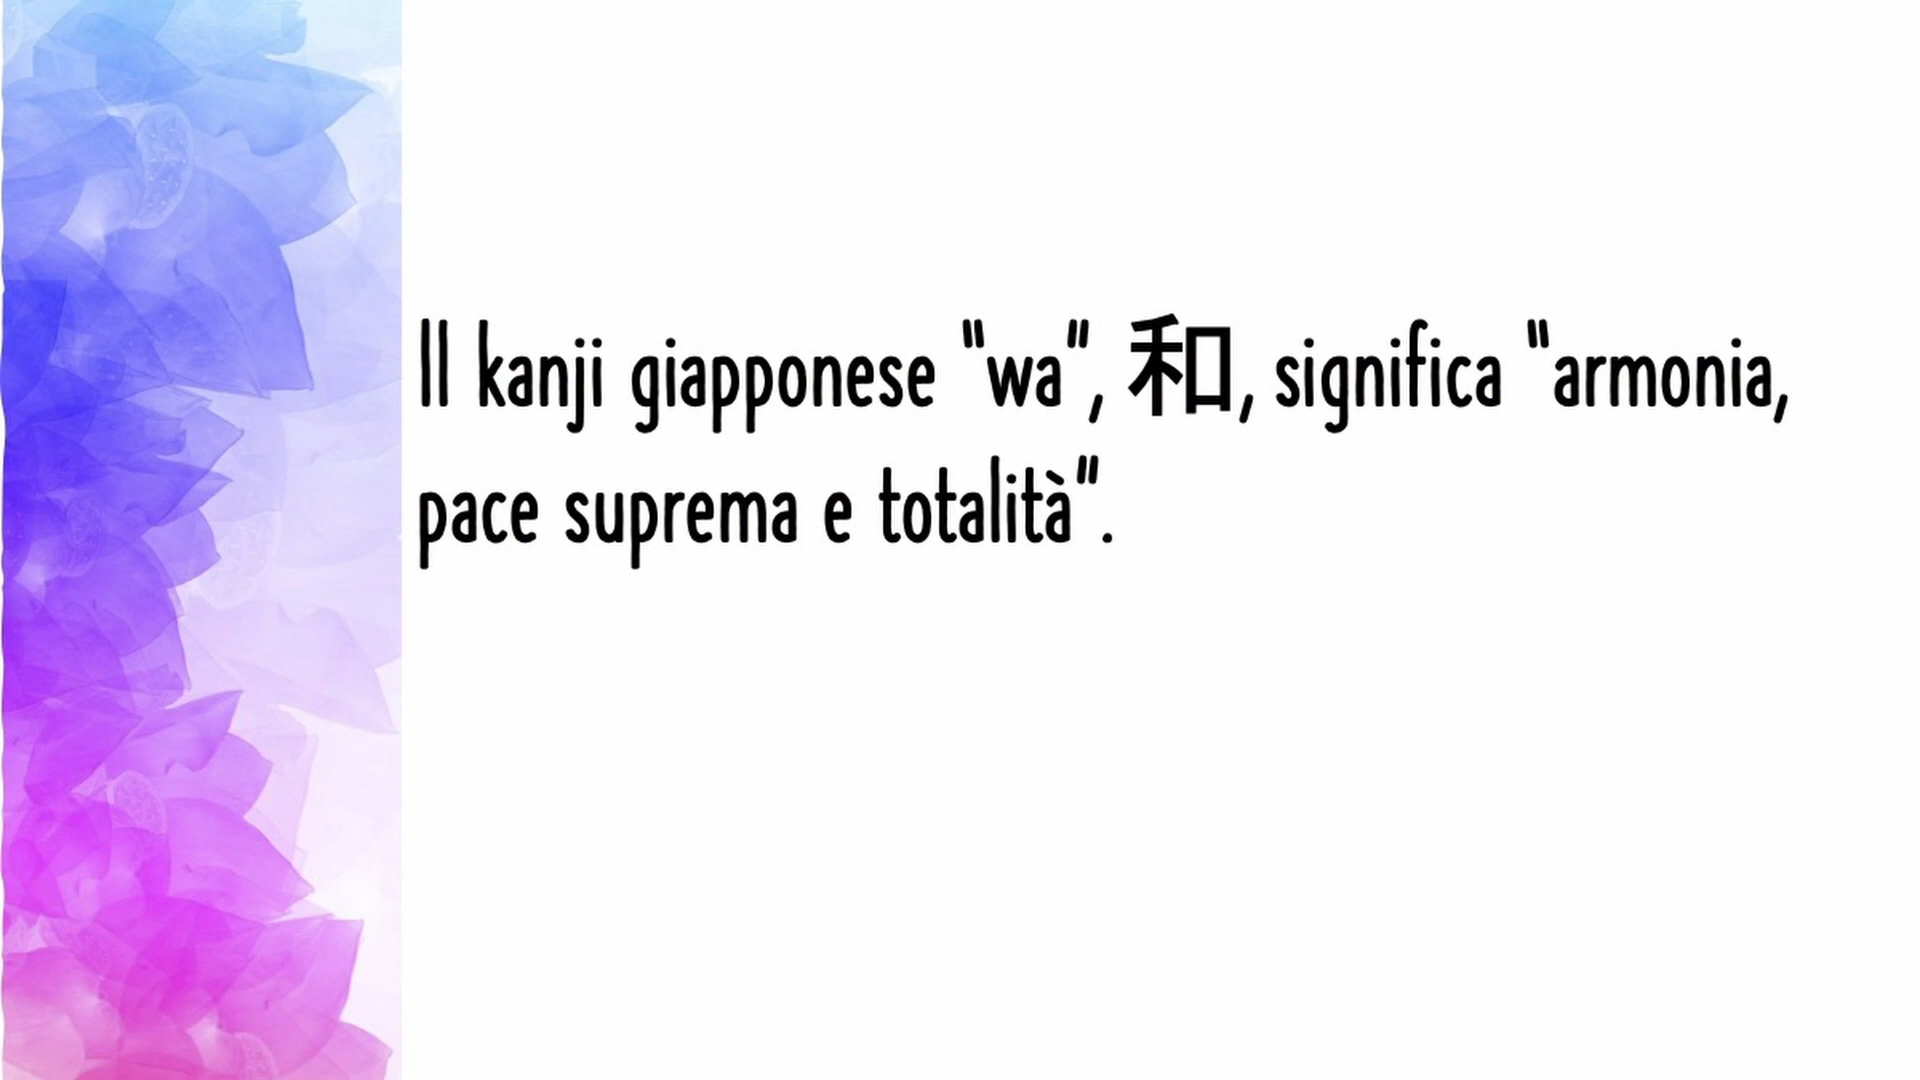 Il kanji giapponese "wa", 和, significa "armonia,
pace suprema e totalità".